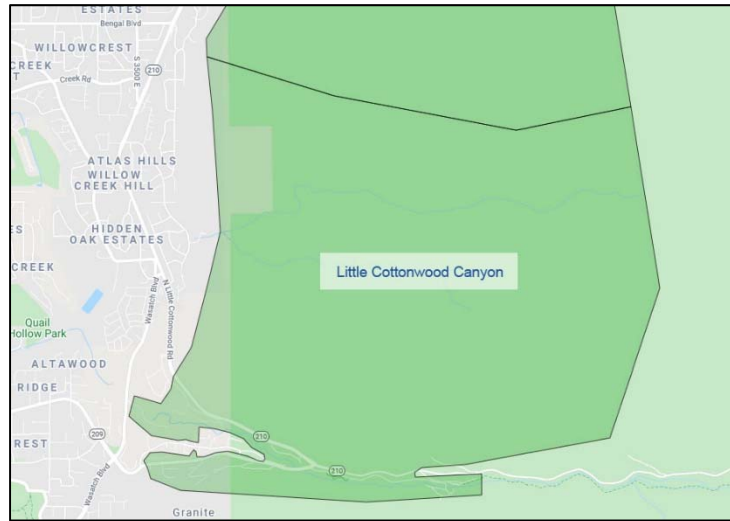 ESTATES
Bengal Blvd
WILLOWCREST
S 3500 E
CREEK
210
Creek Rd
ATLAS HILLS
WILLOW
CREEK HILL
HIDDEN
OAK ESTATES
CREEK
Little Cottonwood Canyon
N Little Cottonwood Rd
Wasatch Blvd
Quail
Hollow Park
ALTAWOOD
RIDGE
209
210
REST
210
Wasatch Blvd
Granite